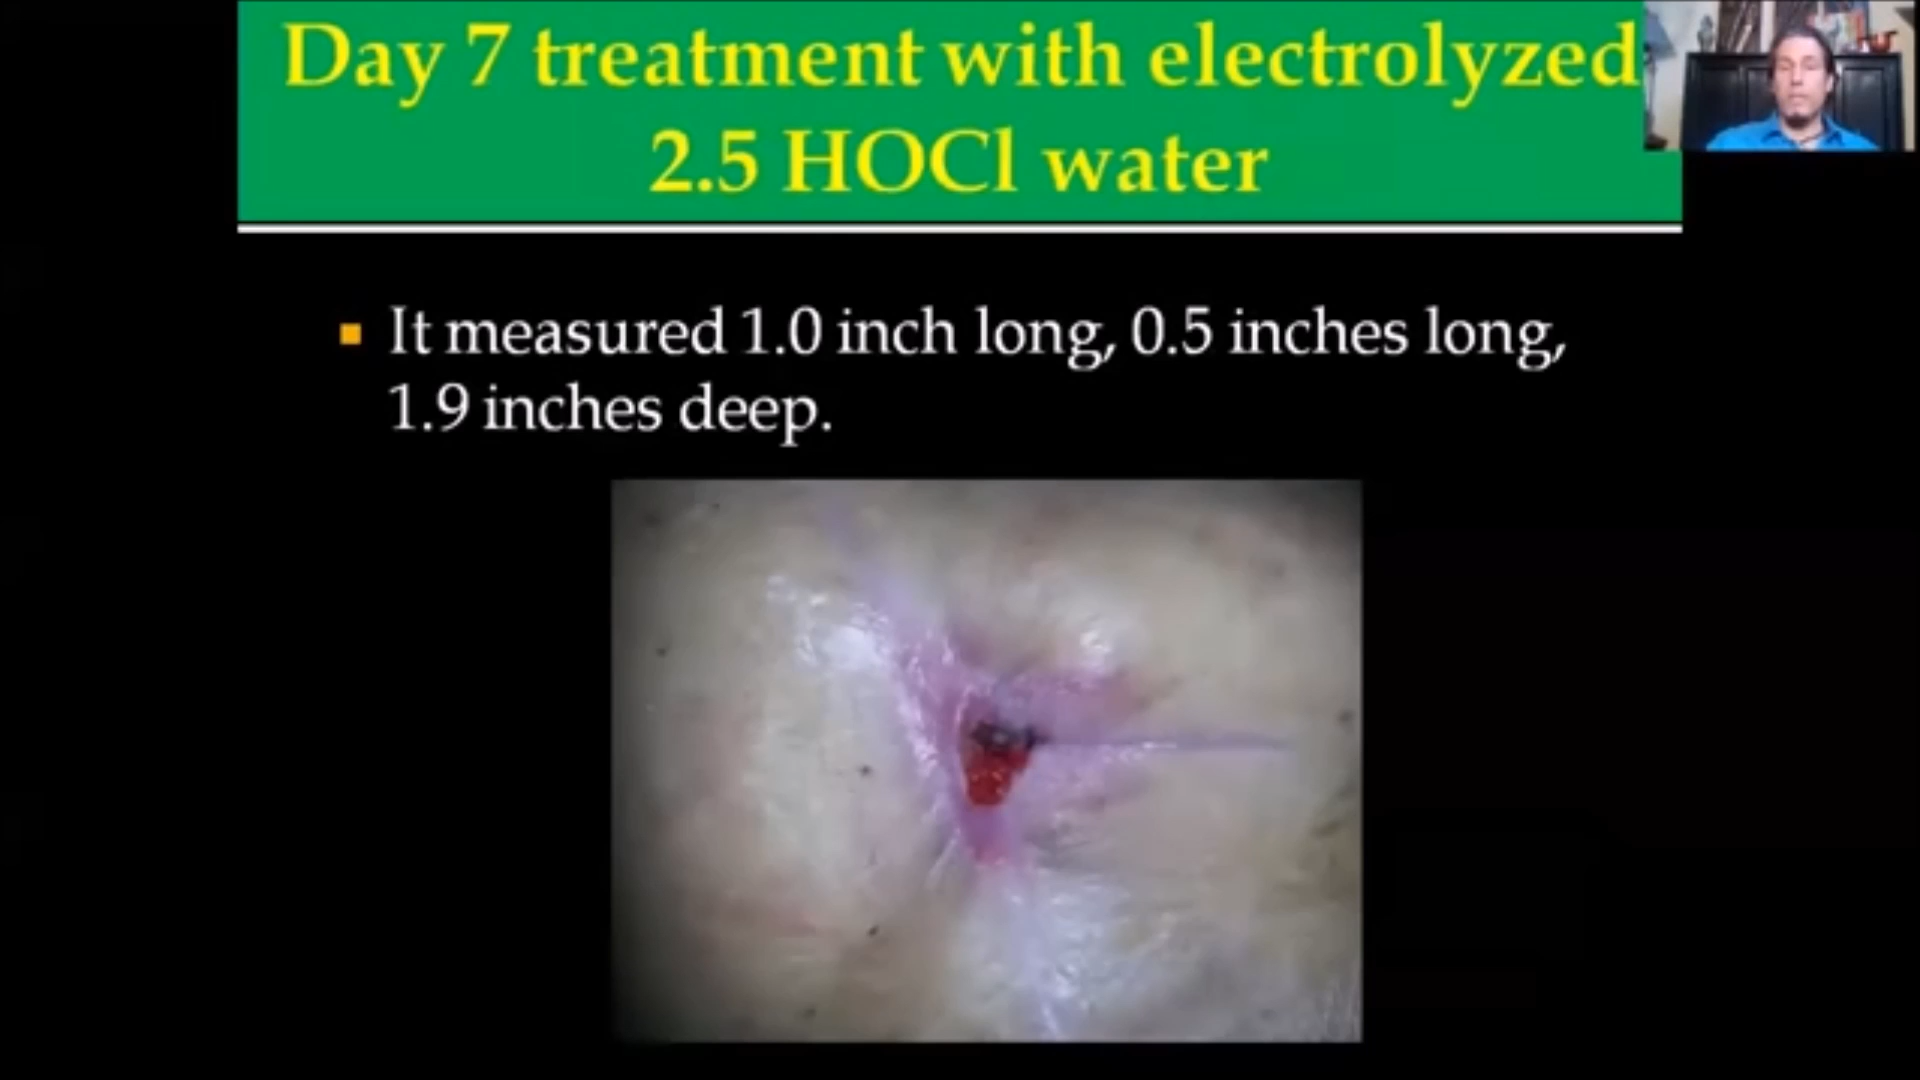 Day 7 treatment with electrolyzed
2.5 HOCl water
It measured 1.0 inch long, 0.5 inches long,
1.9 inches deep.